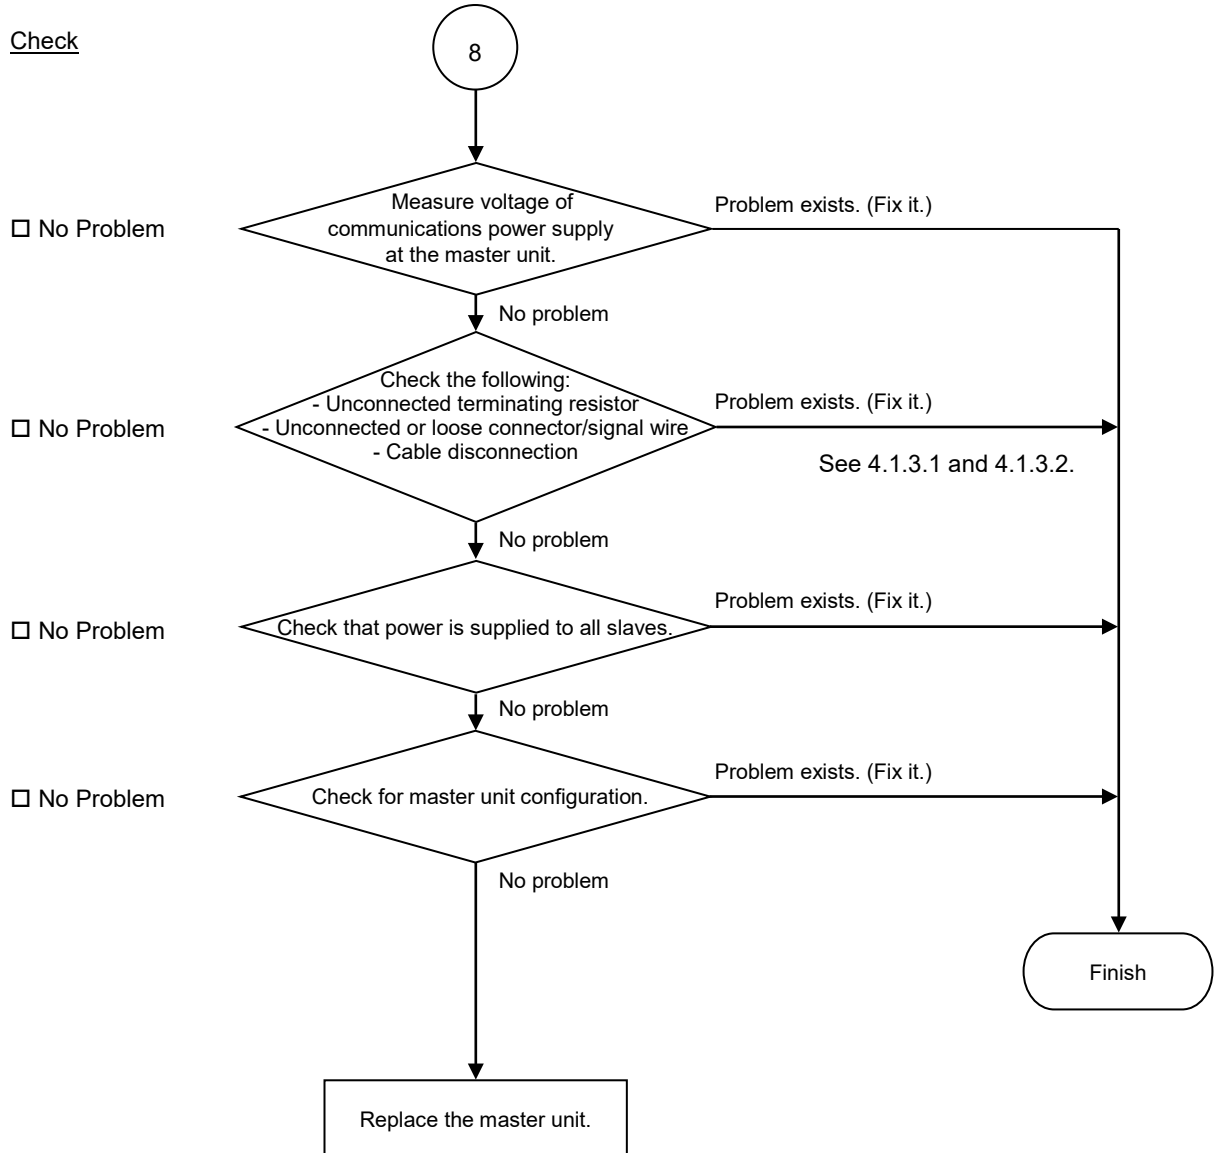 Check
8
Measure voltage of
communications power supply
at the master unit.
Problem exists. (Fix it.)
☐ No Problem
No problem
Check the following:
- Unconnected terminating resistor
- Unconnected or loose connector/signal wire
- Cable disconnection
Problem exists. (Fix it.)
☐ No Problem
See 4.1.3.1 and 4.1.3.2.
No problem
Check that power is supplied to all slaves.
Problem exists. (Fix it.)
☐ No Problem
No problem
Check for master unit configuration.
Problem exists. (Fix it.)
☐ No Problem
No problem
Finish
Replace the master unit.